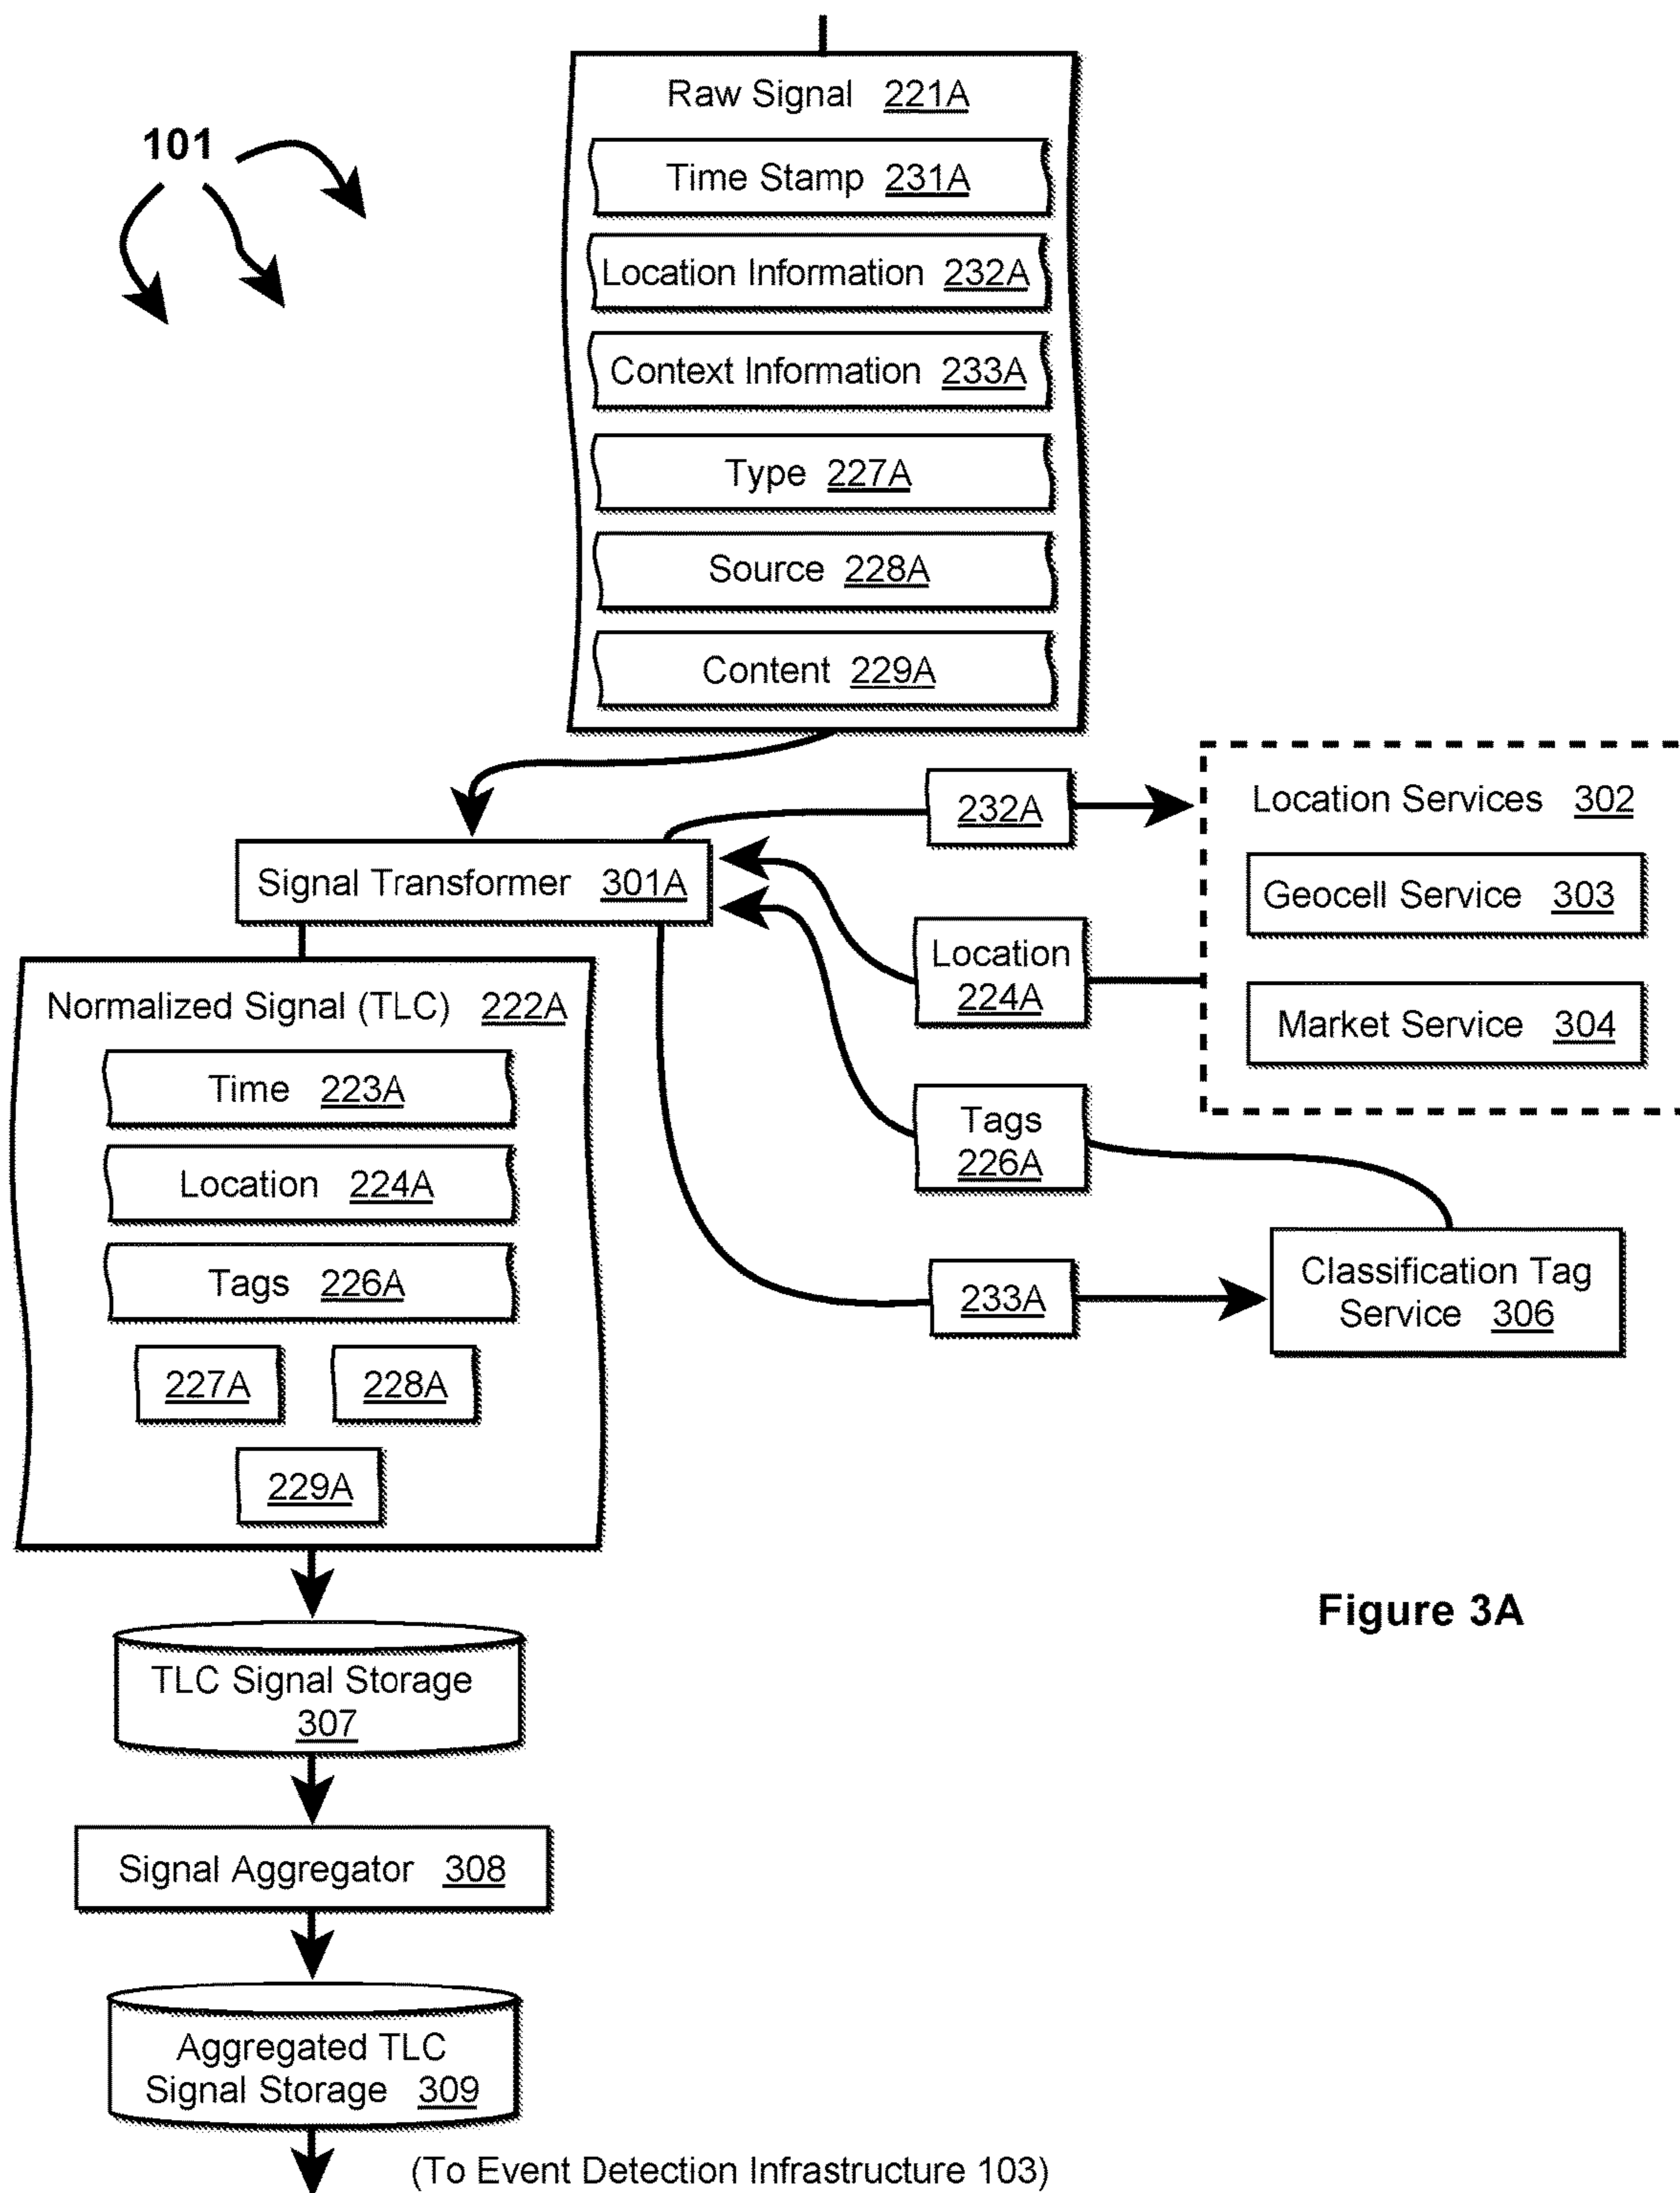 101
Raw Signal 221A
Time Stamp 231A
Location Information 232A
Context Information 233A
Type 227A
Source 228A
Content 229A
232A
Location Services 302
Geocell Service 303
Market Service 304
Signal Transformer 301A
Location
224A
Tags
226A
233A
Classification Tag
Service 306
Normalized Signal (TLC) 222A
Time 223A
Location 224A
Tags 226A
227A 228A
229A
Figure 3A
TLC Signal Storage
307
Signal Aggregator 308
Aggregated TLC
Signal Storage 309
(To Event Detection Infrastructure 103)